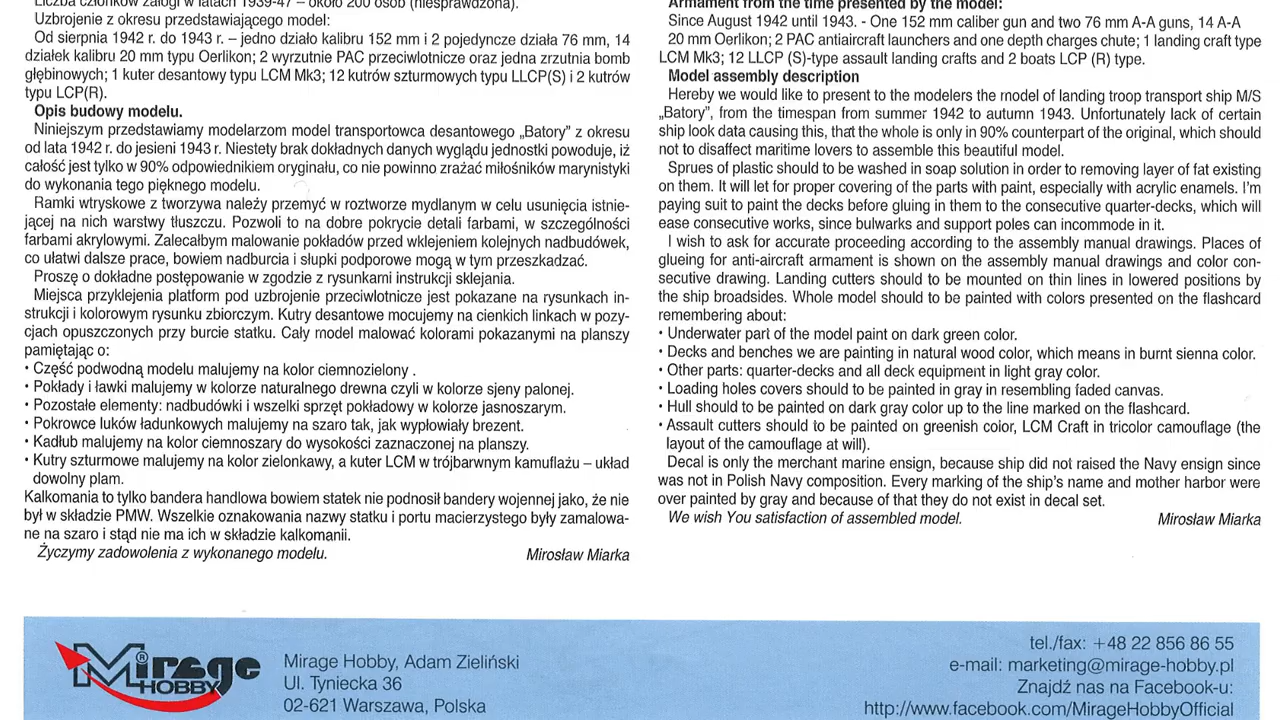 Liczba członków załogi w latach 1939-47 – około 200 osób (niesprawdzona).
Uzbrojenie z okresu przedstawiającego model:
Od sierpnia 1942 r. do 1943 r. – jedno działo kalibru 152 mm i 2 pojedyncze działa 76 mm, 14
działek kalibru 20 mm typu Oerlikon; 2 wyrzutnie PAC przeciwlotnicze oraz jedna zrzutnia bomb
głębinowych; 1 kuter desantowy typu LCM Mk3; 12 kutrów szturmowych typu LLCP(S) i 2 kutrów
typu LCP(R).
Opis budowy modelu.
Niniejszym przedstawiamy modelarzom model transportowca desantowego „Batory” z okresu
od lata 1942 r. do jesieni 1943 r. Niestety brak dokładnych danych wyglądu jednostki powoduje, iż
całość jest tylko w 90% odpowiednikiem oryginału, co nie powinno zrażać miłośników marynistyki
do wykonania tego pięknego modelu.
Ramki wtryskowe z tworzywa należy przemyć w roztworze mydlanym w celu usunięcia istnie-
jącej na nich warstwy tłuszczu. Pozwoli to na dobre pokrycie detali farbami, w szczególności
farbami akrylowymi. Zalecałbym malowanie pokładów przed wklejeniem kolejnych nadbudówek,
co ułatwi dalsze prace, bowiem nadburcia i słupki podporowe mogą w tym przeszkadzać.
Proszę o dokładne postępowanie w zgodzie z rysunkami instrukcji sklejania.
Miejsca przyklejenia platform pod uzbrojenie przeciwlotnicze jest pokazane na rysunkach in-
strukcji i kolorowym rysunku zbiorczym. Kutry desantowe mocujemy na cienkich linkach w pozy-
cjach opuszczonych przy burcie statku. Cały model malować kolorami pokazanymi na planszy
pamiętając o:
• Część podwodną modelu malujemy na kolor ciemnozielony .
• Pokłady i ławki malujemy w kolorze naturalnego drewna czyli w kolorze sjeny palonej.
• Pozostałe elementy: nadbudówki i wszelki sprzęt pokładowy w kolorze jasnoszarym.
• Pokrowce luków ładunkowych malujemy na szaro tak, jak wypłowiały brezent.
• Kadłub malujemy na kolor ciemnoszary do wysokości zaznaczonej na planszy.
• Kutry szturmowe malujemy na kolor zielonkawy, a kuter LCM w trójbarwnym kamuflażu – układ
dowolny plam.
Kalkomania to tylko bandera handlowa bowiem statek nie podnosił bandery wojennej jako, że nie
był w składzie PMW. Wszelkie oznakowania nazwy statku i portu macierzystego były zamalowa-
ne na szaro i stąd nie ma ich w składzie kalkomanii.
Życzymy zadowolenia z wykonanego modelu. Mirosław Miarka
Armament from the time presented by the model:
Since August 1942 until 1943. - One 152 mm caliber gun and two 76 mm A-A guns, 14 A-A
20 mm Oerlikon; 2 PAC antiaircraft launchers and one depth charges chute; 1 landing craft type
LCM Mk3; 12 LLCP (S)-type assault landing crafts and 2 boats LCP (R) type.
Model assembly description
Hereby we would like to present to the modelers the model of landing troop transport ship M/S
„Batory”, from the timespan from summer 1942 to autumn 1943. Unfortunately lack of certain
ship look data causing this, that the whole is only in 90% counterpart of the original, which should
not to disaffect maritime lovers to assemble this beautiful model.
Sprues of plastic should to be washed in soap solution in order to removing layer of fat existing
on them. It will let for proper covering of the parts with paint, especially with acrylic enamels. I'm
paying suit to paint the decks before gluing in them to the consecutive quarter-decks, which will
ease consecutive works, since bulwarks and support poles can incommode in it.
I wish to ask for accurate proceeding according to the assembly manual drawings. Places of
glueing for anti-aircraft armament is shown on the assembly manual drawings and color con-
secutive drawing. Landing cutters should to be mounted on thin lines in lowered positions by
the ship broadsides. Whole model should to be painted with colors presented on the flashcard
remembering about:
• Underwater part of the model paint on dark green color.
• Decks and benches we are painting in natural wood color, which means in burnt sienna color.
• Other parts: quarter-decks and all deck equipment in light gray color.
• Loading holes covers should to be painted in gray in resembling faded canvas.
• Hull should to be painted on dark gray color up to the line marked on the flashcard.
• Assault cutters should to be painted on greenish color, LCM Craft in tricolor camouflage (the
layout of the camouflage at will).
Decal is only the merchant marine ensign, because ship did not raised the Navy ensign since
was not in Polish Navy composition. Every marking of the ship's name and mother harbor were
over painted by gray and because of that they do not exist in decal set.
We wish You satisfaction of assembled model. Mirosław Miarka
Mirage®
HOBBY
Mirage Hobby, Adam Zieliński
Ul. Tyniecka 36
02-621 Warszawa, Polska
tel./fax: +48 22 856 86 55
e-mail: marketing@mirage-hobby.pl
Znajdź nas na Facebook-u:
http://www.facebook.com/MirageHobbyOfficial